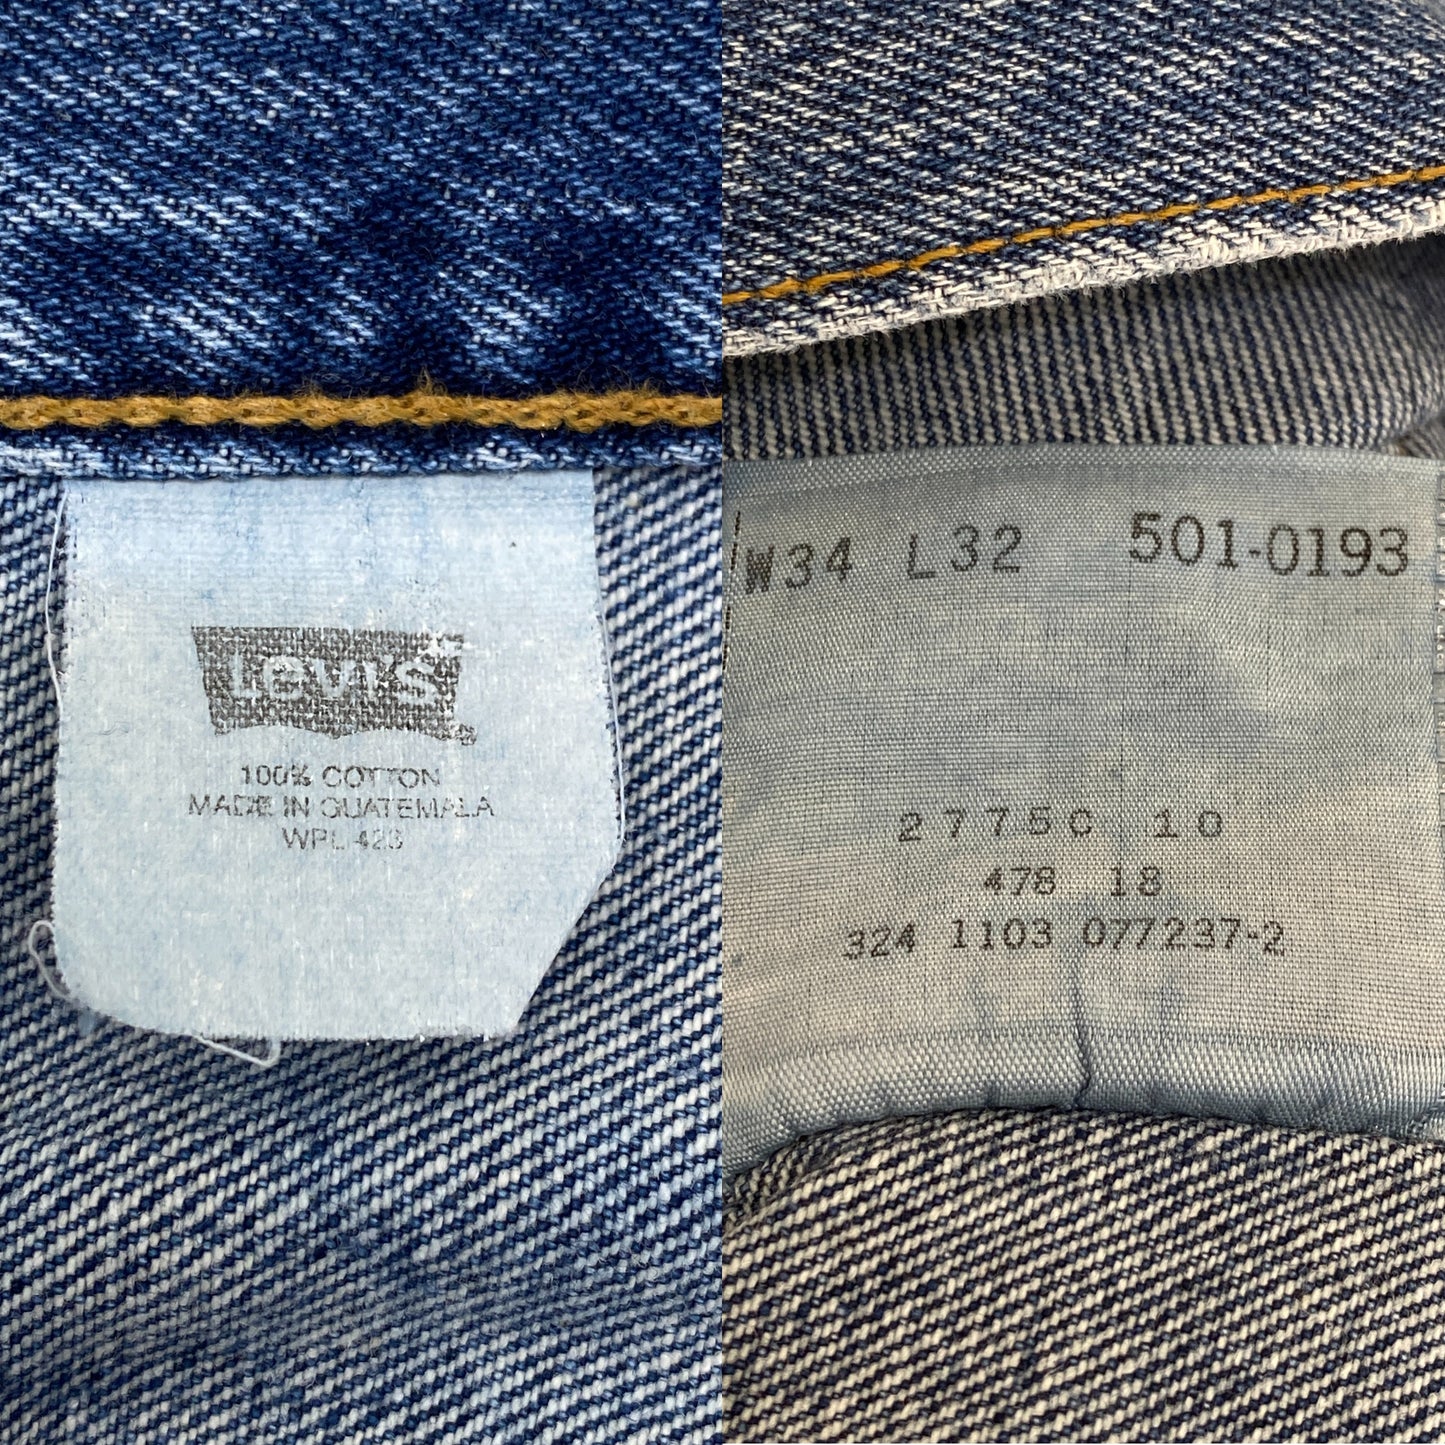 Levi's
100% COTTON
MADE IN GUATEMALA
WPL 423
W34 L32 501-0193
2775C 10
478 18
324 1103 077237-2